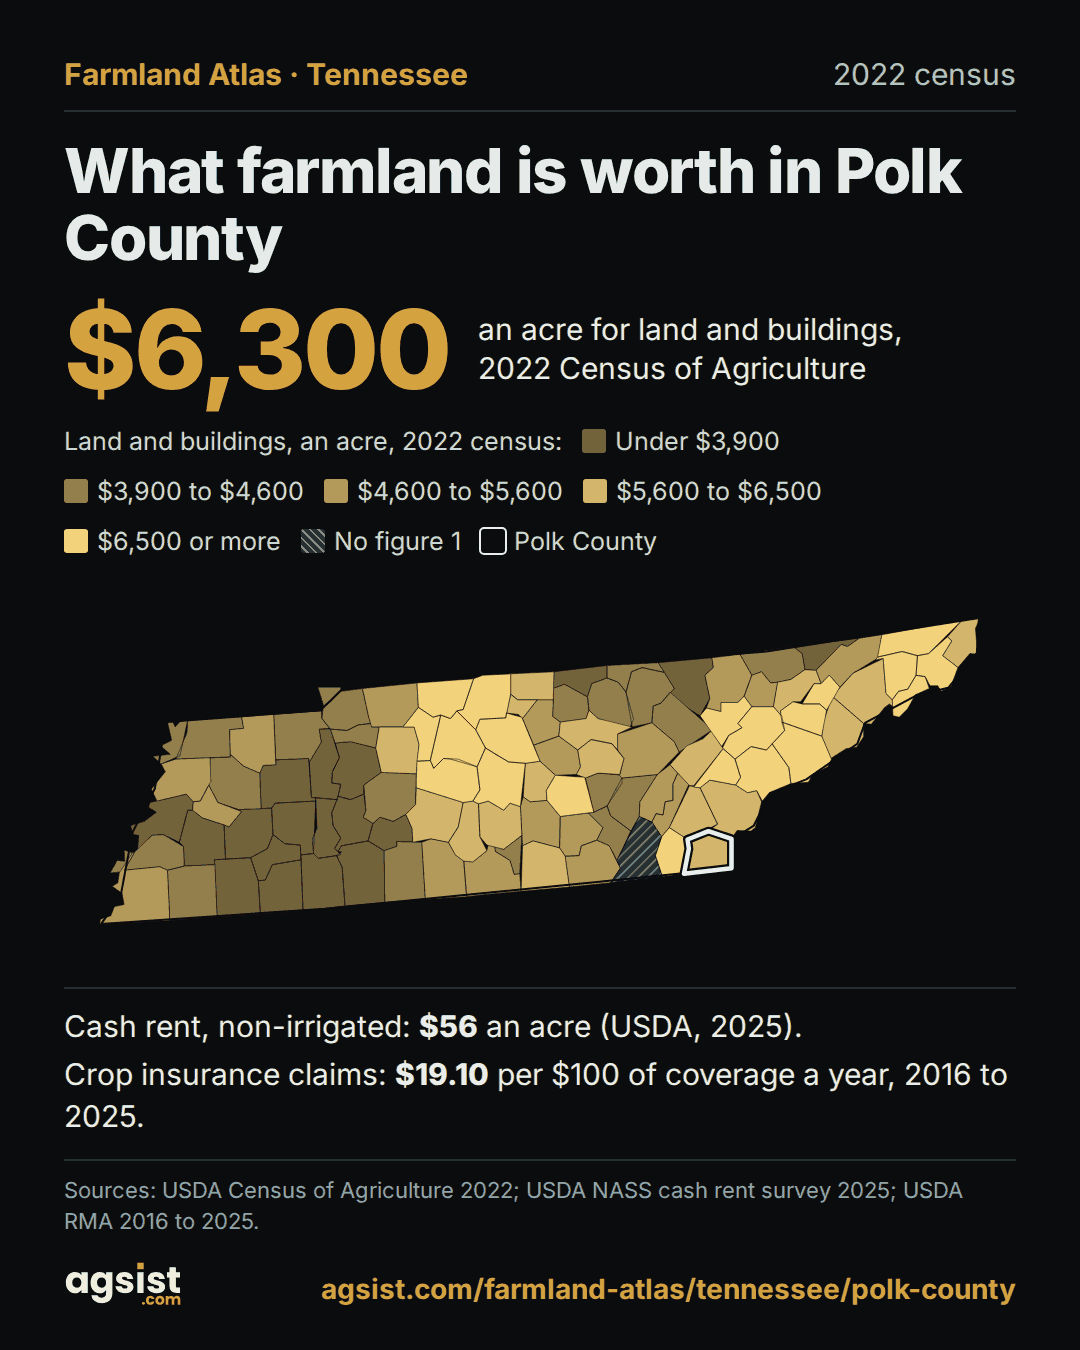 Farmland Atlas · Tennessee
2022 census
What farmland is worth in Polk
County
$6,300
an acre for land and buildings,
2022 Census of Agriculture
Land and buildings, an acre, 2022 census:
Under $3,900
$3,900 to $4,600
$4,600 to $5,600
$5,600 to $6,500
$6,500 or more
No figure 1
Polk County
Cash rent, non-irrigated: $56 an acre (USDA, 2025).
Crop insurance claims: $19.10 per $100 of coverage a year, 2016 to
2025.
Sources: USDA Census of Agriculture 2022; USDA NASS cash rent survey 2025; USDA
RMA 2016 to 2025.
agsist
.com
agsist.com/farmland-atlas/tennessee/polk-county